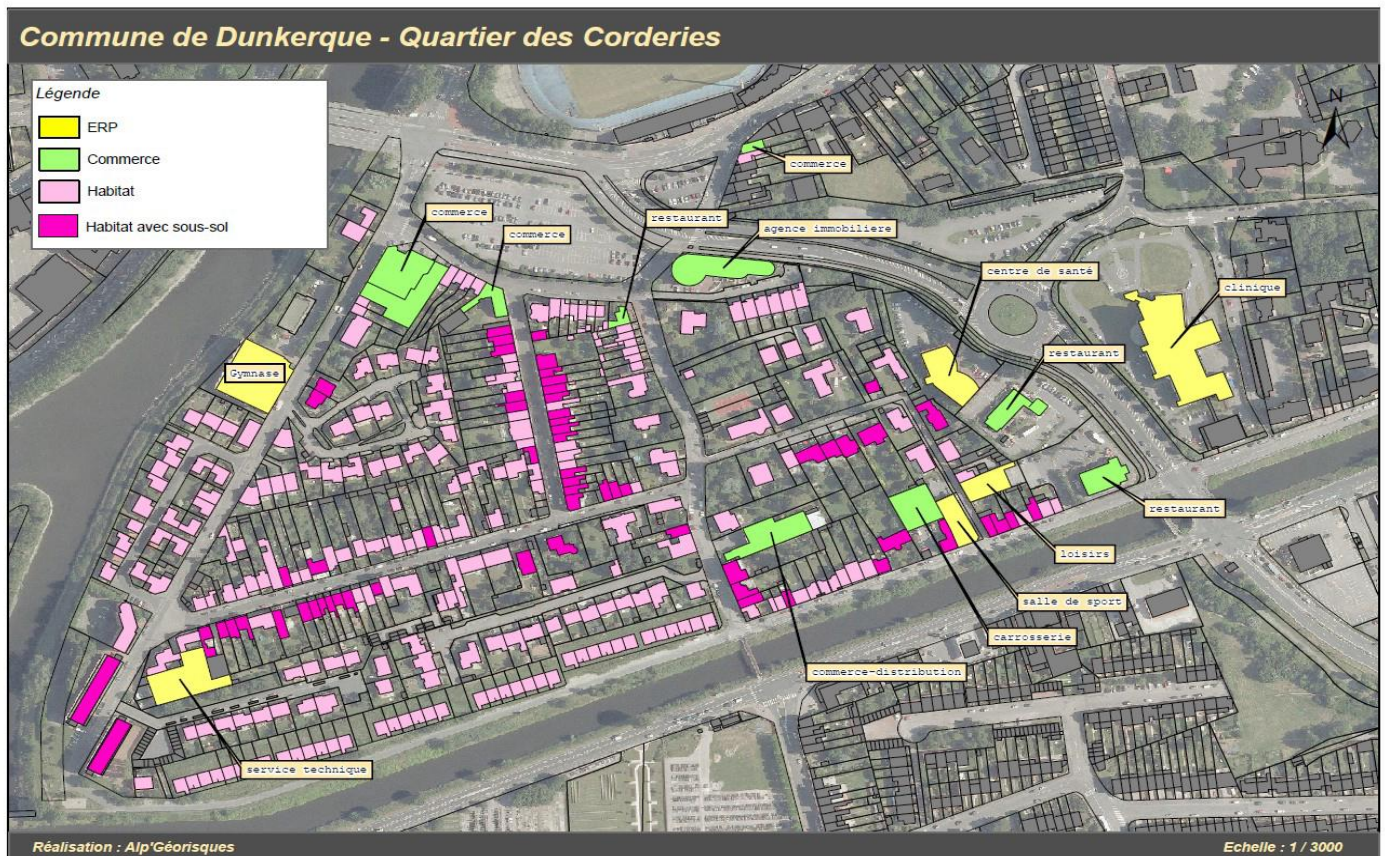 Commune de Dunkerque - Quartier des Corderies
Légende
ERP
Commerce
Habitat
Habitat avec sous-sol
N
commerce
commerce
commerce
restaurant
agence immobiliere
centre de santé
clinique
restaurant
Gymnase
restaurant
loisirs
salle de sport
carrosserie
commerce-distribution
service technique
Réalisation : Alp'Géorisques
Echelle : 1 / 3000